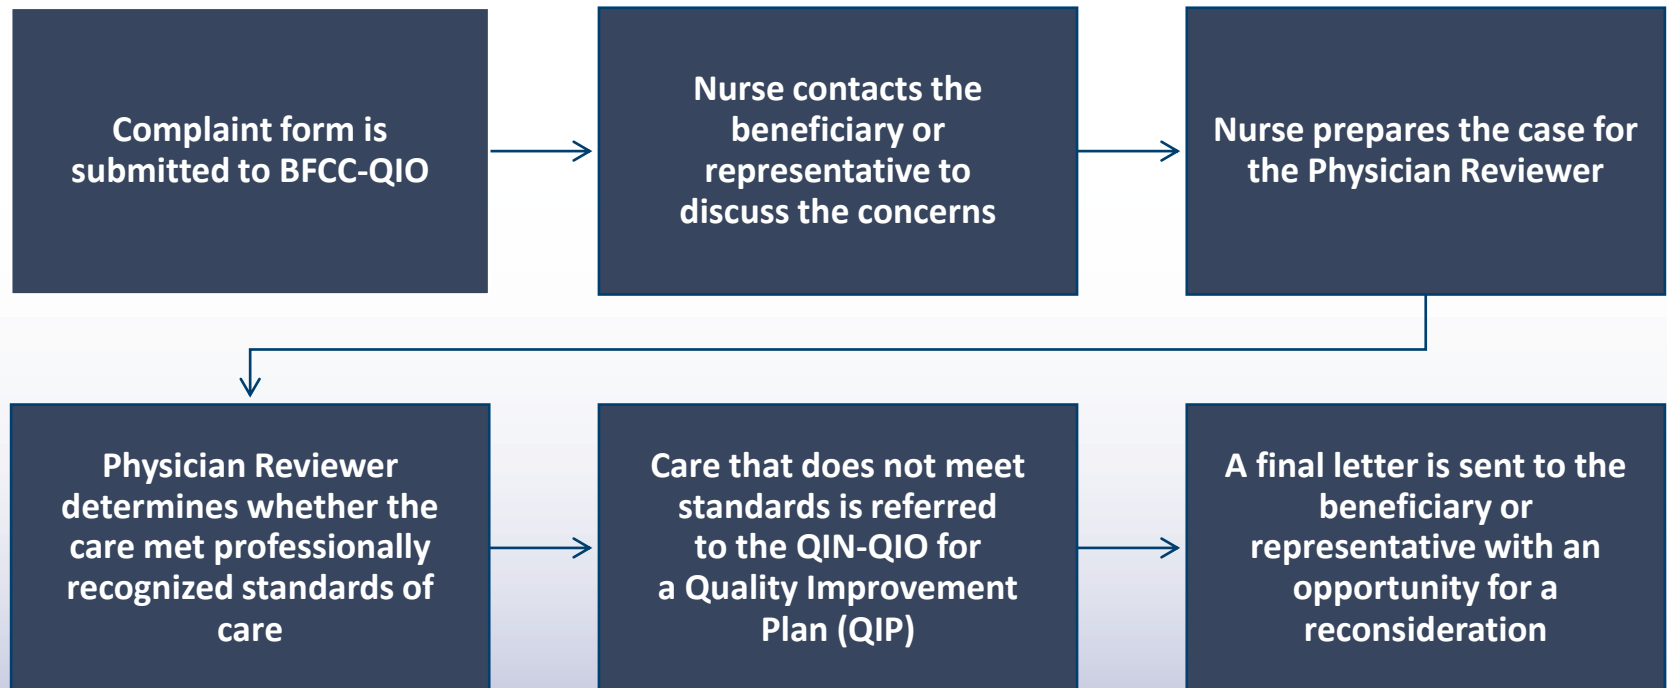 Complaint form is
submitted to BFCC-QIO
Nurse contacts the
beneficiary or
representative to
discuss the concerns
Nurse prepares the case for
the Physician Reviewer
Physician Reviewer
determines whether the
care met professionally
recognized standards of
care
Care that does not meet
standards is referred
to the QIN-QIO for
a Quality Improvement
Plan (QIP)
A final letter is sent to the
beneficiary or
representative with an
opportunity for a
reconsideration